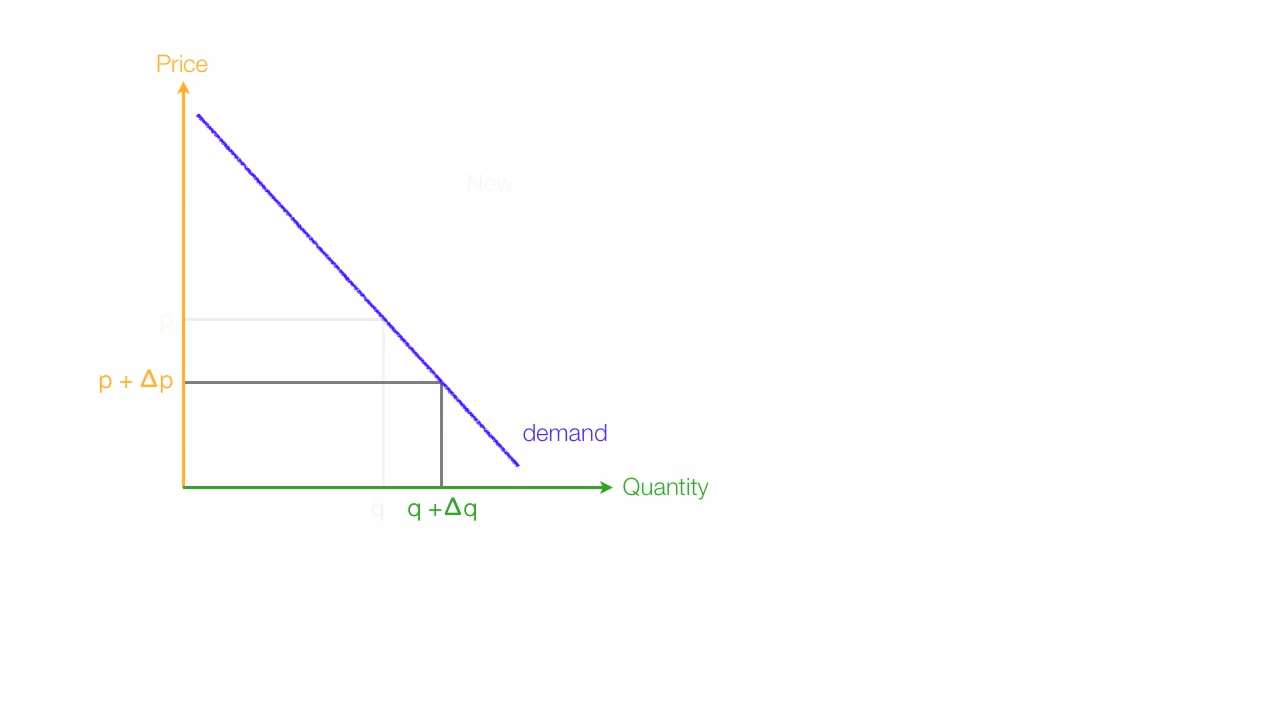 Price
New
p
p + Δp
demand
Quantity
q
q + Δq